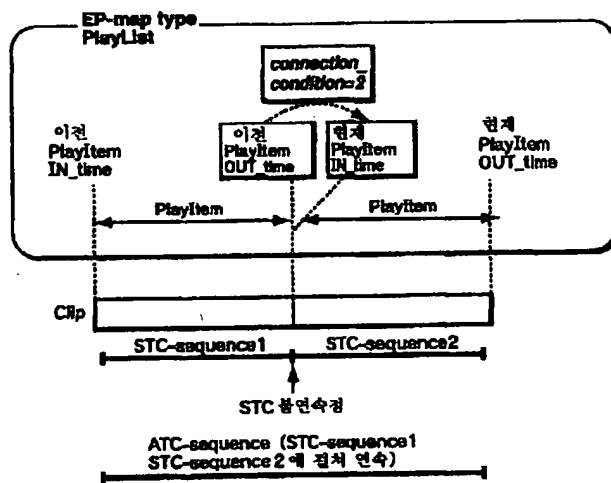 EP-map type
PlayList
connection_
condition=2
이전
PlayItem
IN_time
이전
PlayItem
OUT_time
현재
PlayItem
IN_time
현재
PlayItem
OUT_time
PlayItem
PlayItem
Clip
STC-sequence1
STC-sequence2
STC 불연속점
ATC-sequence (STC-sequence1
STC-sequence2에 걸쳐 연속)